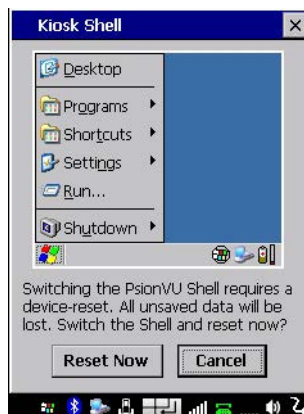 Kiosk Shell
Desktop
Programs
Shortcuts
Settings
Run...
Shutdown
Switching the PsionVU Shell requires a
device-reset. All unsaved data will be
lost. Switch the Shell and reset now?
Reset Now
Cancel